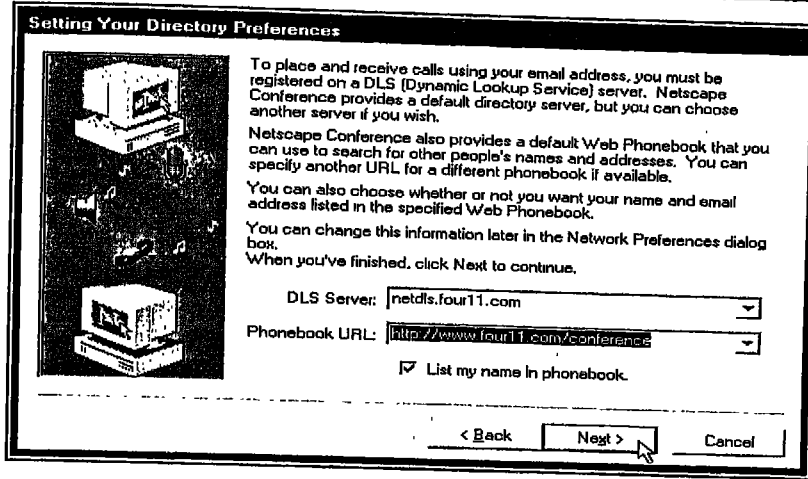 Setting Your Directory Preferences
To place and receive calls using your email address, you must be
registered on a DLS (Dynamic Lookup Service) server. Netscape
Conference provides a default directory server, but you can choose
another server if you wish.
Netscape Conference also provides a default Web Phonebook that you
can use to search for other people's names and addresses. You can
specify another URL for a different phonebook if available.
You can also choose whether or not you want your name and email
address listed in the specified Web Phonebook.
You can change this information later in the Network Preferences dialog
box.
When you've finished, click Next to continue.
DLS Server: netdls.four11.com
Phonebook URL: http://www.four11.com/conference
List my name in phonebook.
< Back Next > Cancel